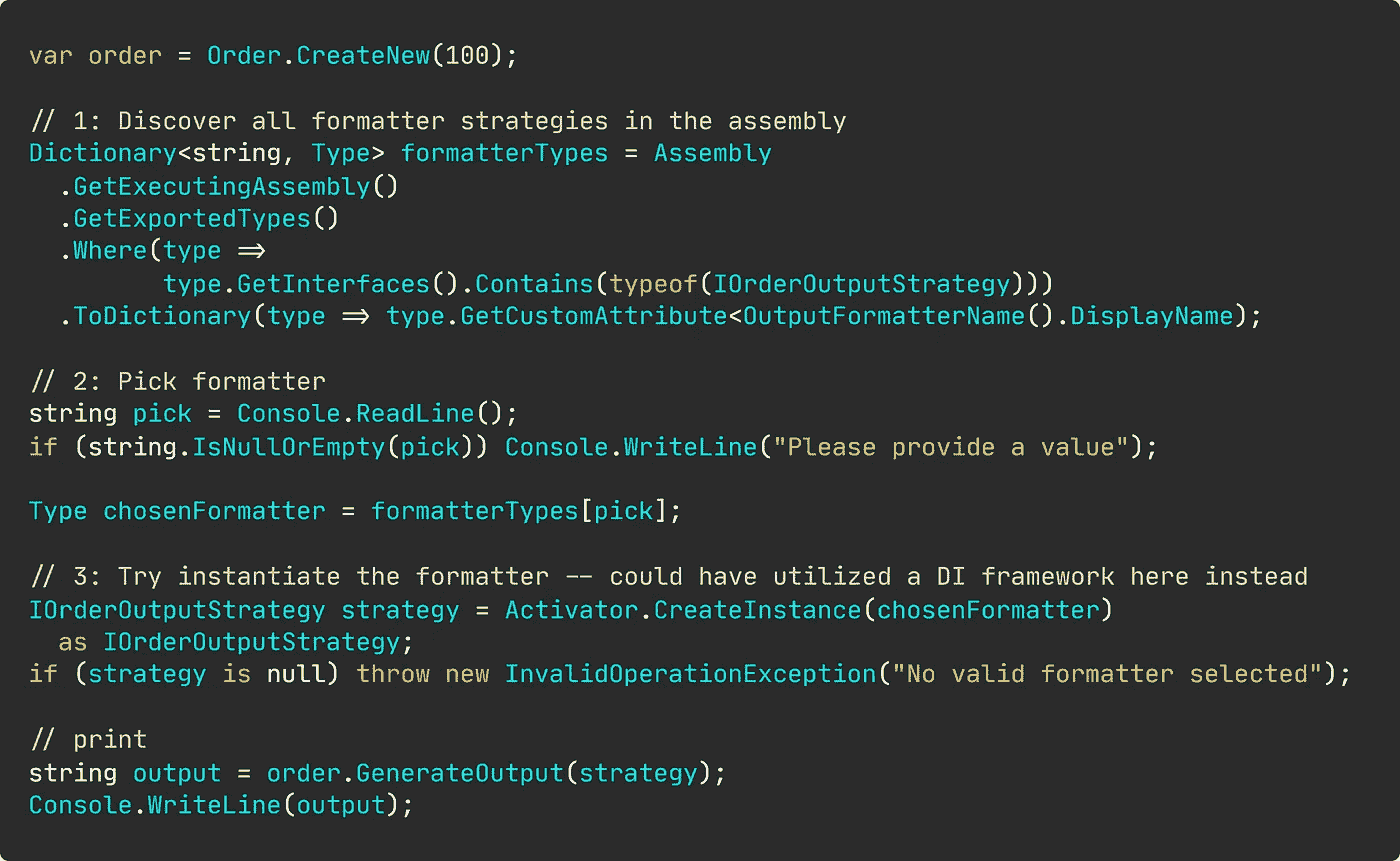 var order = Order.CreateNew(100);
// 1: Discover all formatter strategies in the assembly
Dictionary<string, Type> formatterTypes = Assembly
.GetExecutingAssembly()
.GetExportedTypes()
.Where(type =>
type.GetInterfaces().Contains(typeof(IOrderOutputStrategy)))
.ToDictionary(type => type.GetCustomAttribute<OutputFormatterName().DisplayName);
// 2: Pick formatter
string pick = Console.ReadLine();
if (string.IsNullOrEmpty(pick)) Console.WriteLine("Please provide a value");
Type chosenFormatter = formatterTypes[pick];
// 3: Try instantiate the formatter -- could have utilized a DI framework here instead
IOrderOutputStrategy strategy = Activator.CreateInstance(chosenFormatter)
as IOrderOutputStrategy;
if (strategy is null) throw new InvalidOperationException("No valid formatter selected");
// print
string output = order.GenerateOutput(strategy);
Console.WriteLine(output);